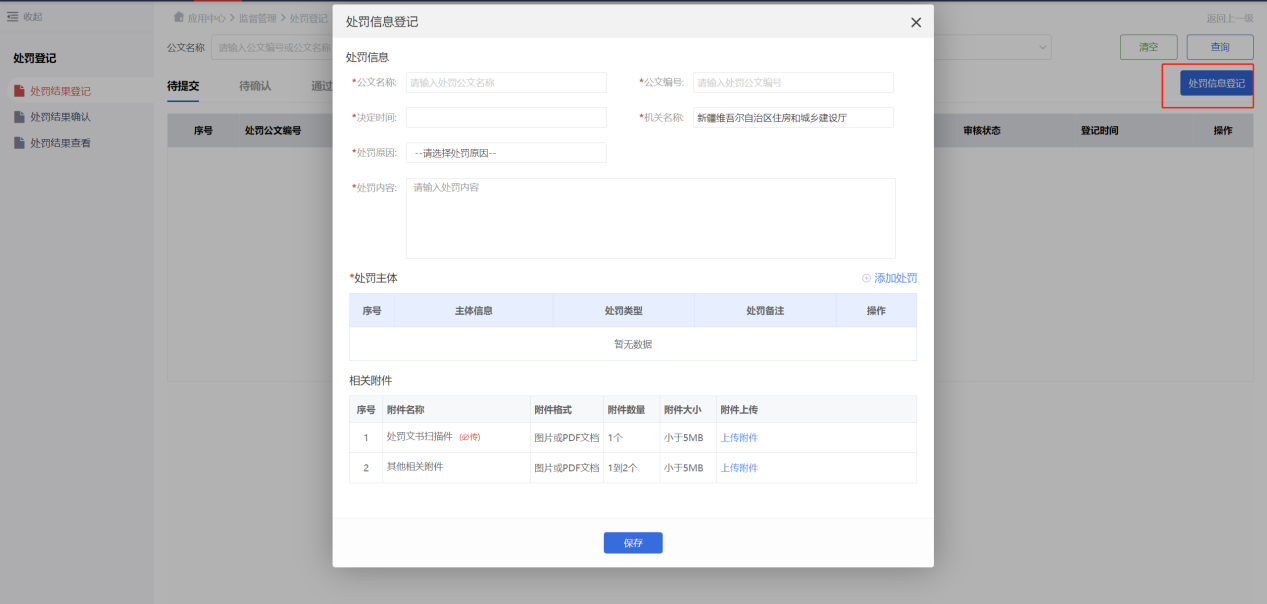 收起
应用中心 > 监督管理 > 处罚登记
返回上一级
处罚登记
处罚结果登记
处罚结果确认
处罚结果查看
公文名称 请输入公文编号或公文名称
清空 查询
待提交 待确认 通过
处罚信息登记
序号 处罚公文编号 审核状态 登记时间 操作
处罚信息登记
处罚信息
*公文名称: 请输入处罚公文名称 *公文编号: 请输入处罚公文编号
*决定时间: *机关名称: 新疆维吾尔自治区住房和城乡建设厅
*处罚原因: --请选择处罚原因--
*处罚内容: 请输入处罚内容
*处罚主体 添加处罚
序号 主体信息 处罚类型 处罚备注 操作
暂无数据
相关附件
序号 附件名称 附件格式 附件数量 附件大小 附件上传
1 处罚文书扫描件 (必传) 图片或PDF文档 1个 小于5MB 上传附件
2 其他相关附件 图片或PDF文档 1到2个 小于5MB 上传附件
保存